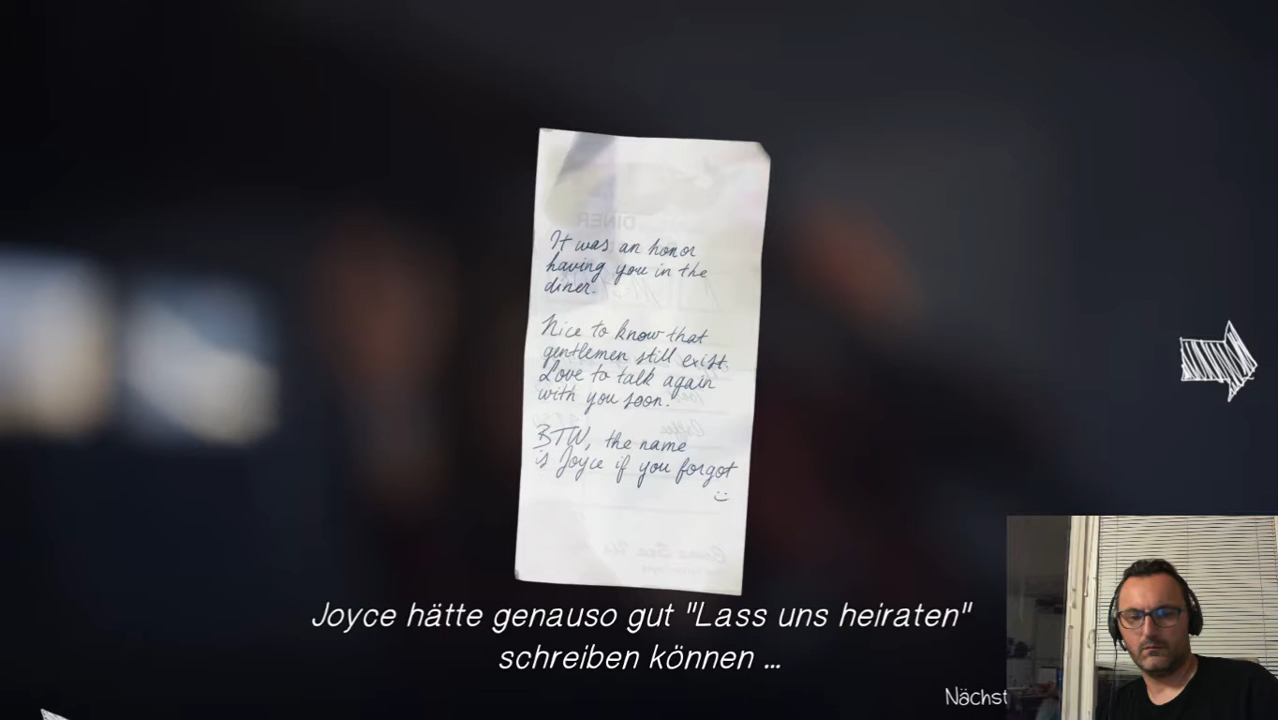 DINER
It was an honor
having you in the
diner.
Nice to know that
gentlemen still exist.
Love to talk again
with you soon.
BTW, the name
is Joyce if you forgot
:)
Joyce hätte genauso gut "Lass uns heiraten"
schreiben können ...
Nächst